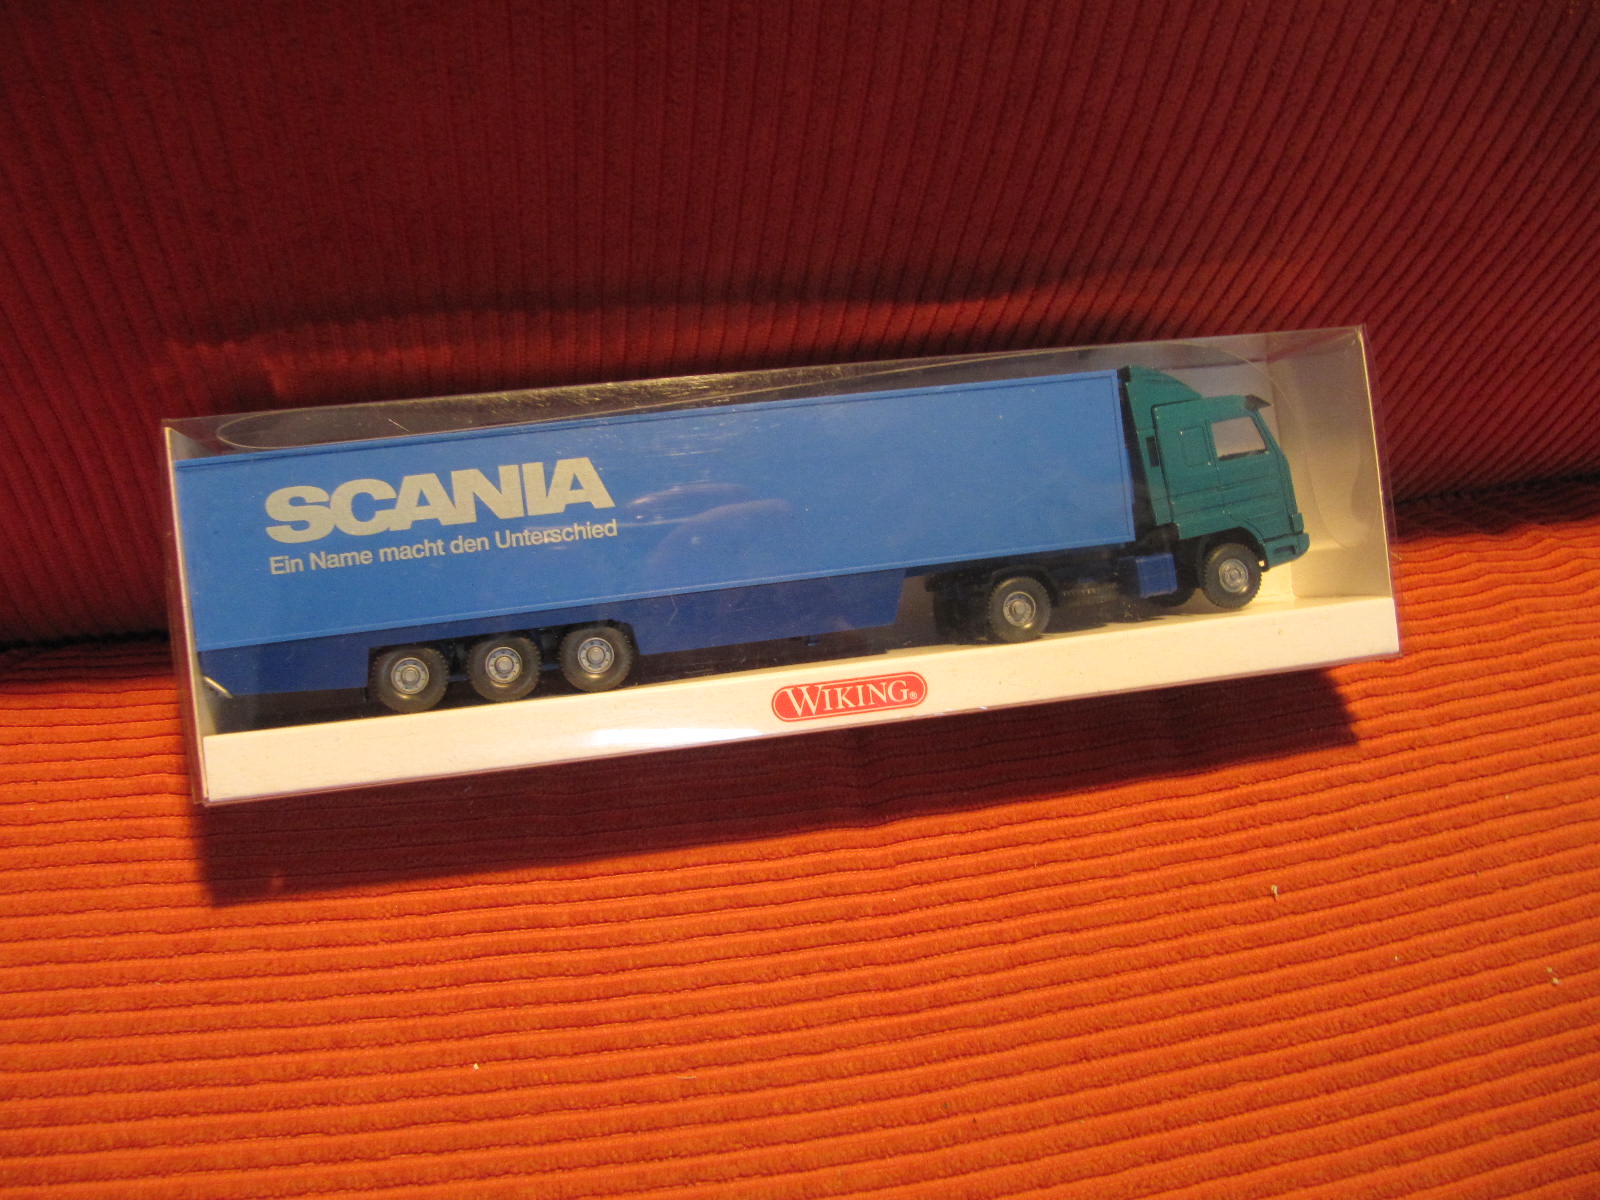 SCANIA
Ein Name macht den Unterschied
WIKING®